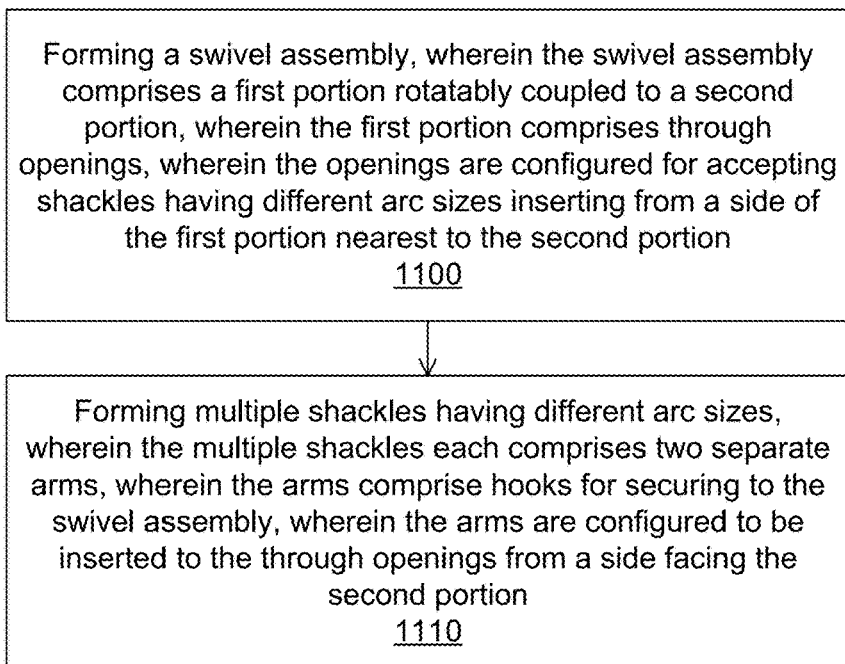 Forming a swivel assembly, wherein the swivel assembly
comprises a first portion rotatably coupled to a second
portion, wherein the first portion comprises through
openings, wherein the openings are configured for accepting
shackles having different arc sizes inserting from a side of
the first portion nearest to the second portion
1100
Forming multiple shackles having different arc sizes,
wherein the multiple shackles each comprises two separate
arms, wherein the arms comprise hooks for securing to the
swivel assembly, wherein the arms are configured to be
inserted to the through openings from a side facing the
second portion
1110